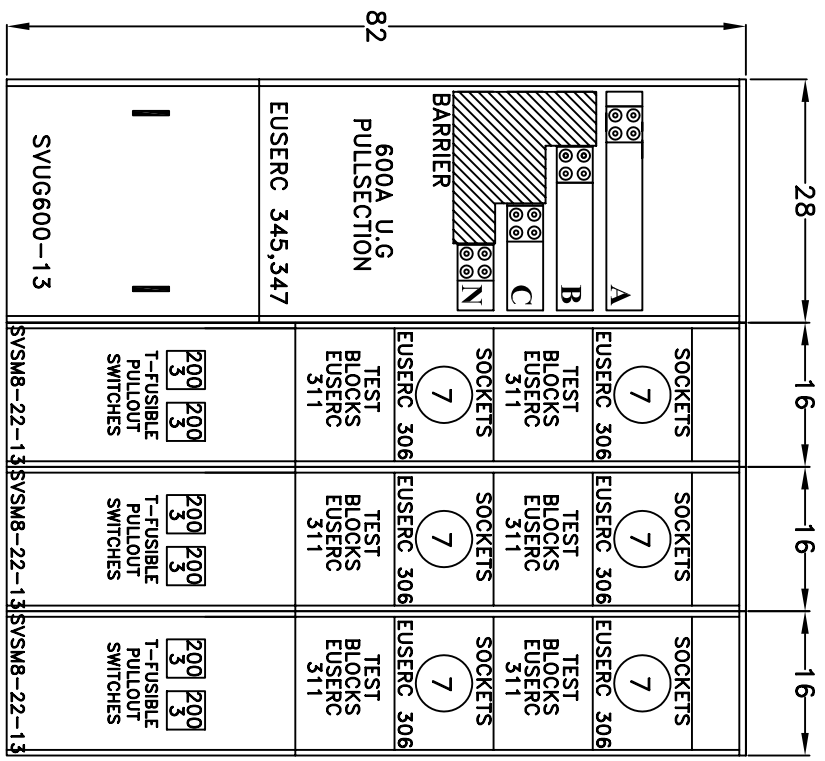 82
28
16
16
16
A
B
C
N
BARRIER
600A U.G
PULLSECTION
EUSERC 345,347
SVUG600-13
SOCKETS
7
EUSERC 306
TEST
BLOCKS
EUSERC
311
SOCKETS
7
EUSERC 306
TEST
BLOCKS
EUSERC
311
200 200
3 3
T-FUSIBLE
PULLOUT
SWITCHES
SVSM8-22-13
SOCKETS
7
EUSERC 306
TEST
BLOCKS
EUSERC
311
SOCKETS
7
EUSERC 306
TEST
BLOCKS
EUSERC
311
200 200
3 3
T-FUSIBLE
PULLOUT
SWITCHES
SVSM8-22-13
SOCKETS
7
EUSERC 306
TEST
BLOCKS
EUSERC
311
SOCKETS
7
EUSERC 306
TEST
BLOCKS
EUSERC
311
200 200
3 3
T-FUSIBLE
PULLOUT
SWITCHES
SVSM8-22-13